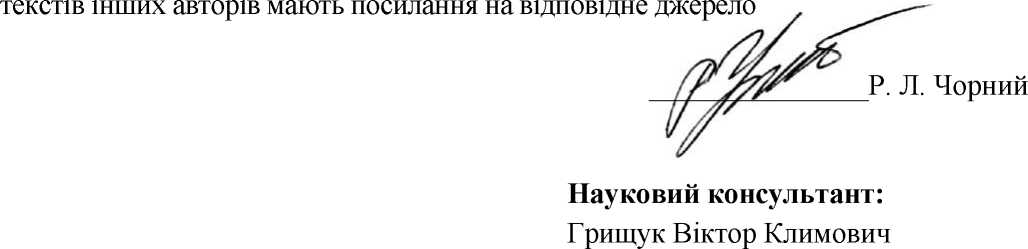 текстів інших авторів мають посилання на відповідне джерело
Р. Л. Чорний
Науковий консультант:
Грищук Віктор Климович